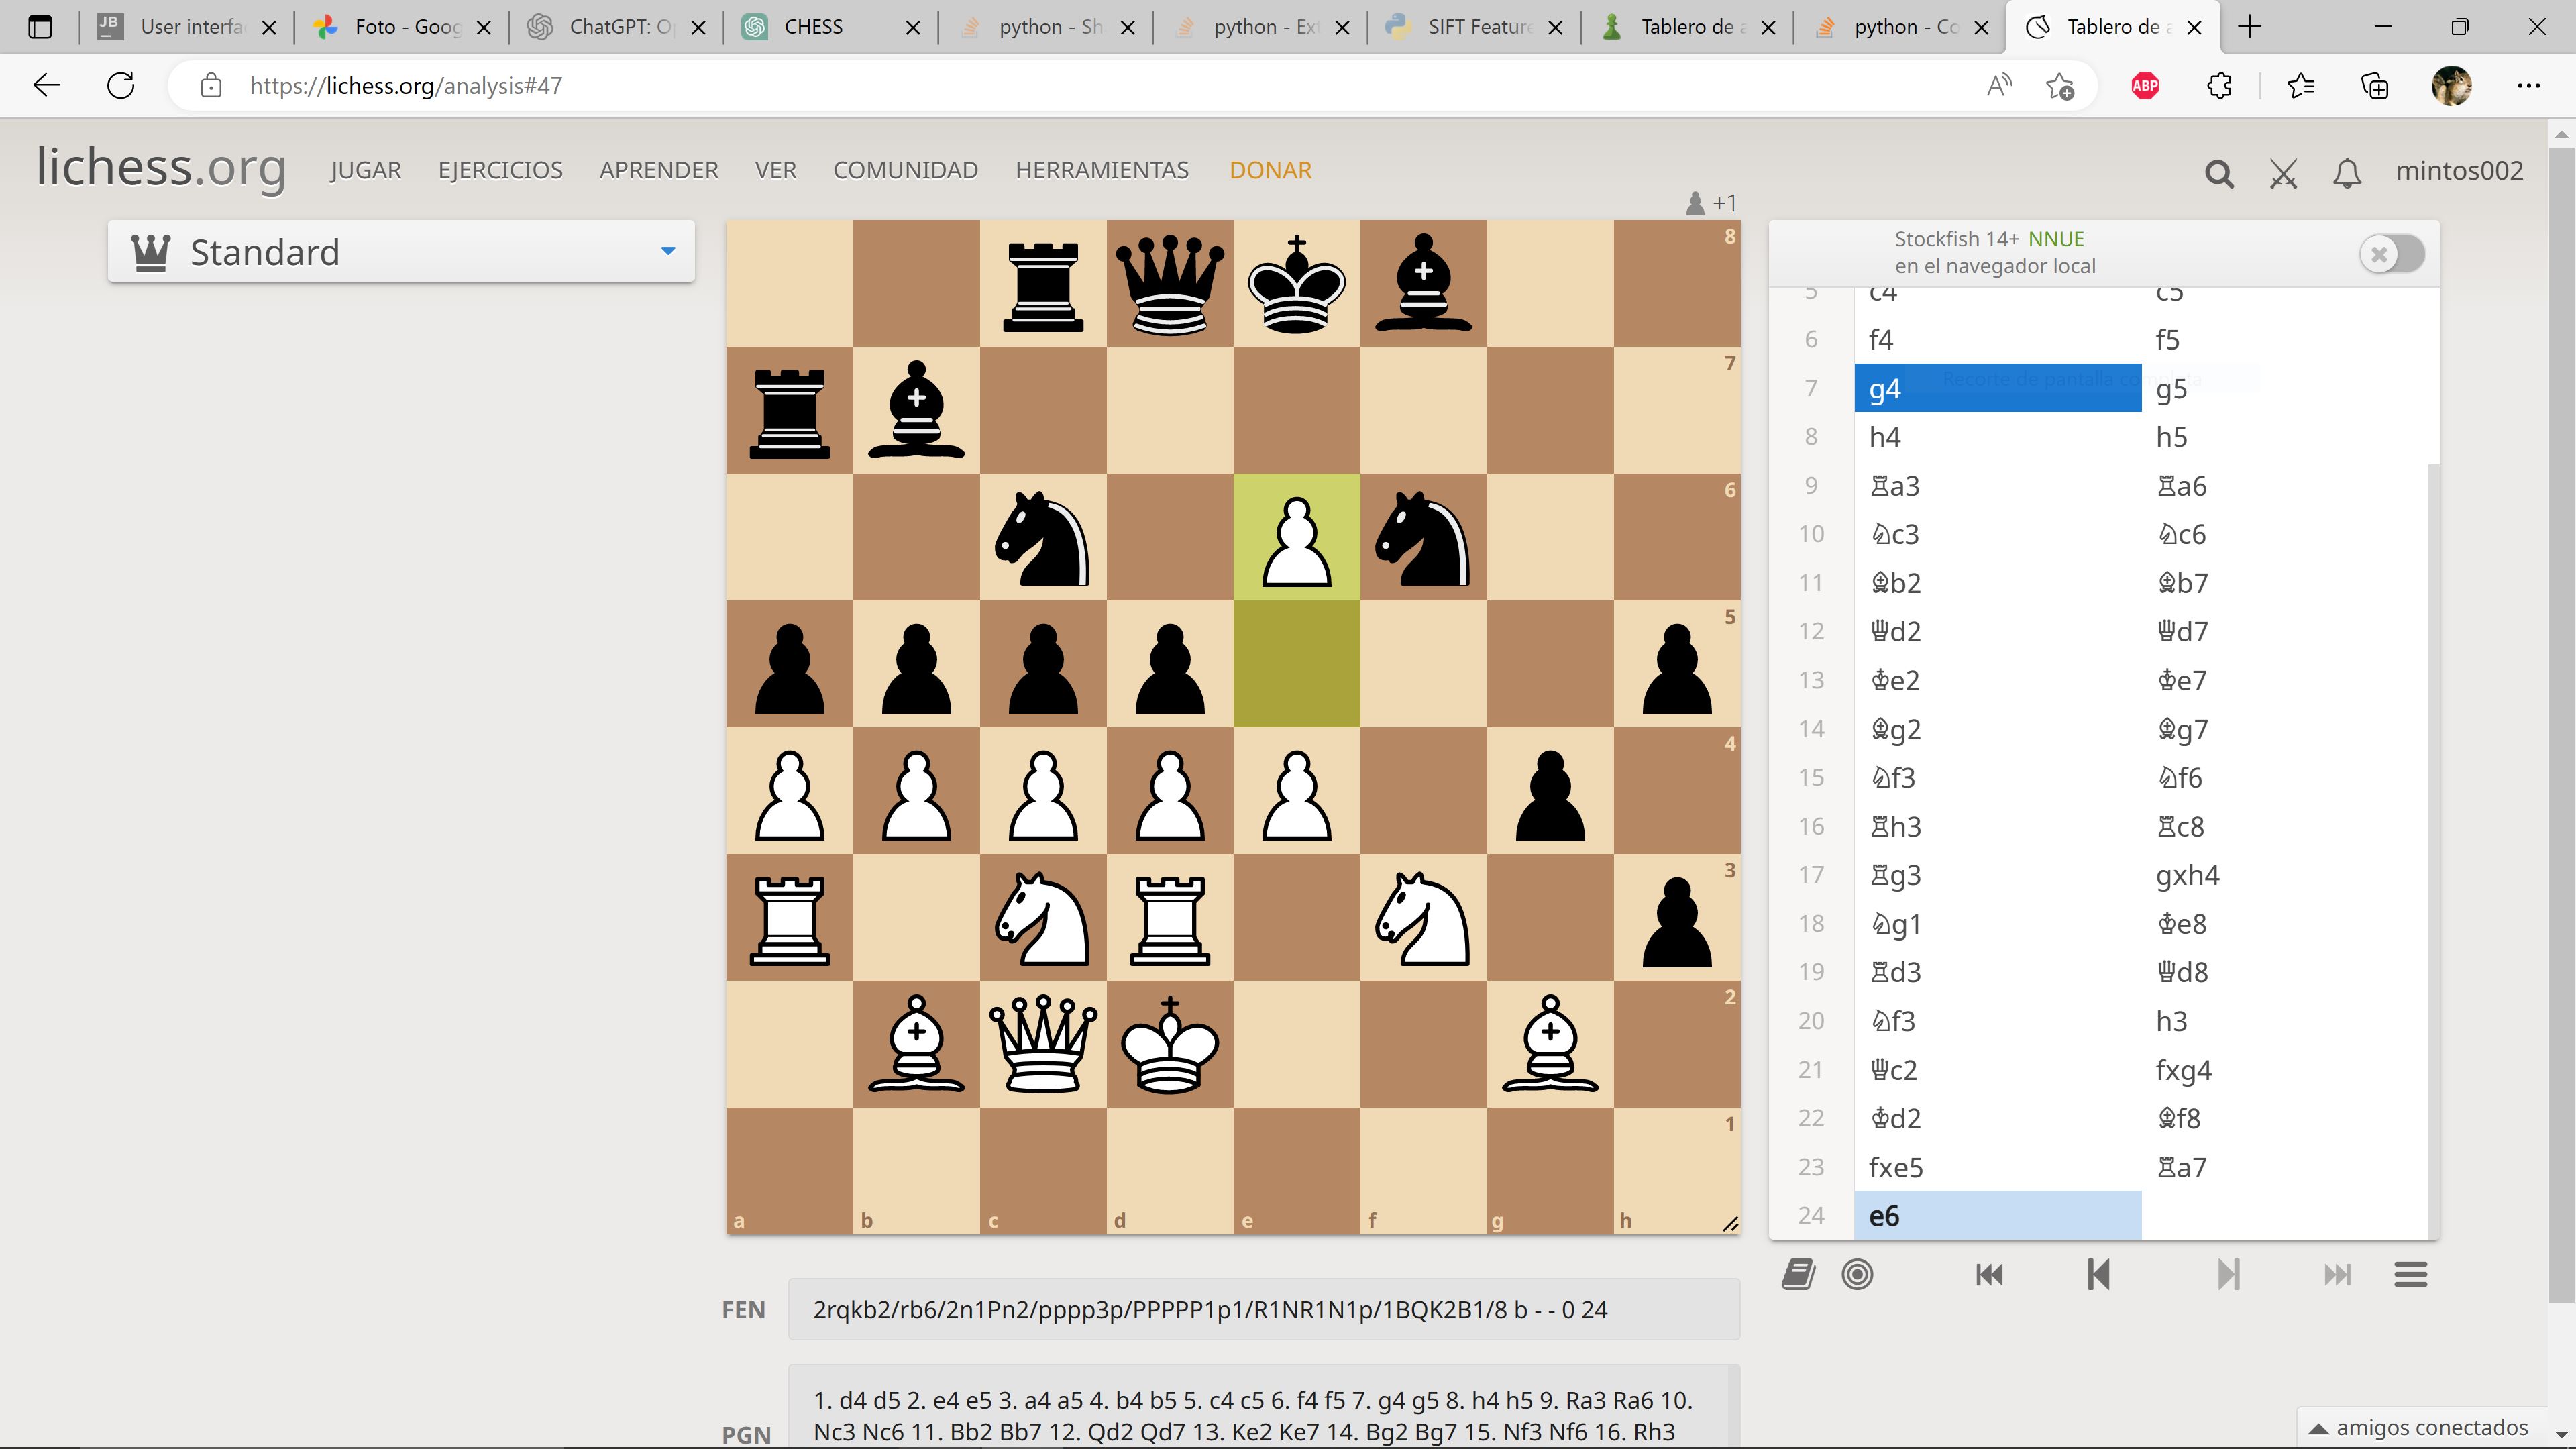 User interfa
Foto - Goog
ChatGPT: O
CHESS
python - Sh
python - Ex
SIFT Feature
Tablero de a
python - Co
Tablero de a
https://lichess.org/analysis#47
ABP
lichess.org JUGAR EJERCICIOS APRENDER VER COMUNIDAD HERRAMIENTAS DONAR mintos002
+1
Standard
Stockfish 14+ NNUE
en el navegador local
5 c4 c5
6 f4 f5
7 g4 g5
Recorte de pantalla completa
8 h4 h5
9 ♖a3 ♖a6
10 ♘c3 ♘c6
11 ♗b2 ♗b7
12 ♕d2 ♕d7
13 ♔e2 ♔e7
14 ♗g2 ♗g7
15 ♘f3 ♘f6
16 ♖h3 ♖c8
17 ♖g3 gxh4
18 ♘g1 ♔e8
19 ♖d3 ♕d8
20 ♘f3 h3
21 ♕c2 fxg4
22 ♔d2 ♗f8
23 fxe5 ♖a7
24 e6
8
7
6
5
4
3
2
1
a b c d e f g h
FEN 2rqkb2/rb6/2n1Pn2/pppp3p/PPPPP1p1/R1NR1N1p/1BQK2B1/8 b - - 0 24
PGN
1. d4 d5 2. e4 e5 3. a4 a5 4. b4 b5 5. c4 c5 6. f4 f5 7. g4 g5 8. h4 h5 9. Ra3 Ra6 10.
Nc3 Nc6 11. Bb2 Bb7 12. Qd2 Qd7 13. Ke2 Ke7 14. Bg2 Bg7 15. Nf3 Nf6 16. Rh3
amigos conectados